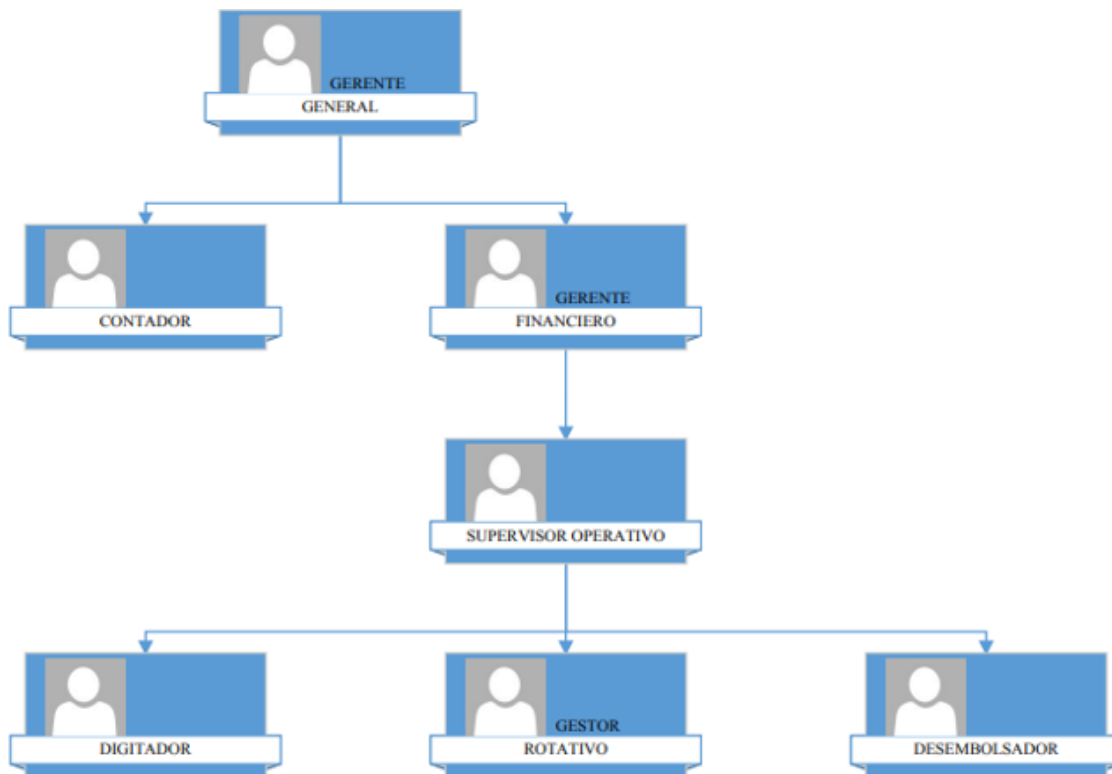 GERENTE
GENERAL
CONTADOR
GERENTE
FINANCIERO
SUPERVISOR OPERATIVO
DIGITADOR
GESTOR
ROTATIVO
DESEMBOLSADOR